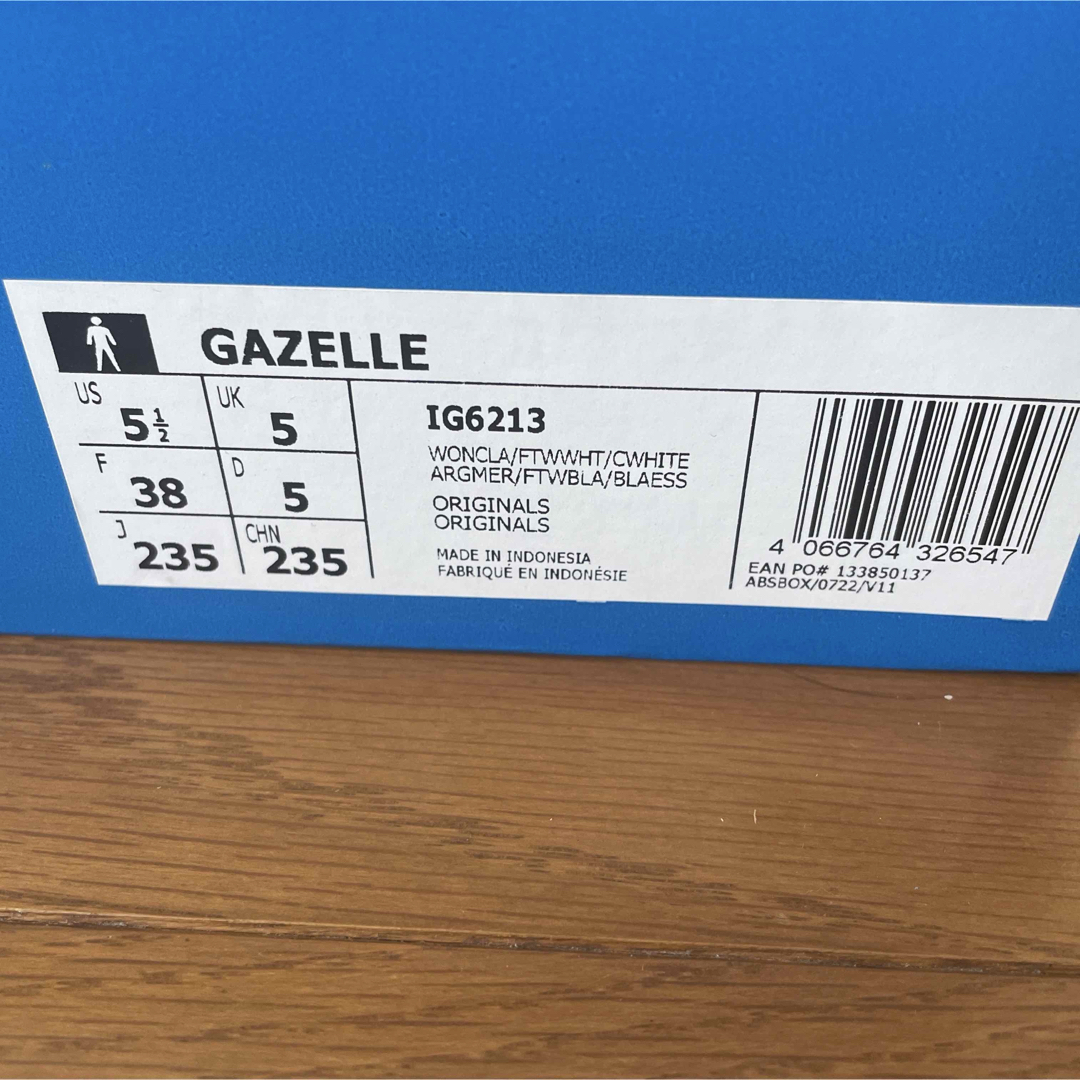 GAZELLE
US 5½ UK 5
F 38 D 5
J 235 CHN 235
IG6213
WONCLA/FTWWHT/CWHITE
ARGMER/FTWBLA/BLAESS
ORIGINALS
ORIGINALS
MADE IN INDONESIA
FABRIQUÉ EN INDONÉSIE
4 066764 326547
EAN PO# 133850137
ABSBOX/0722/V11